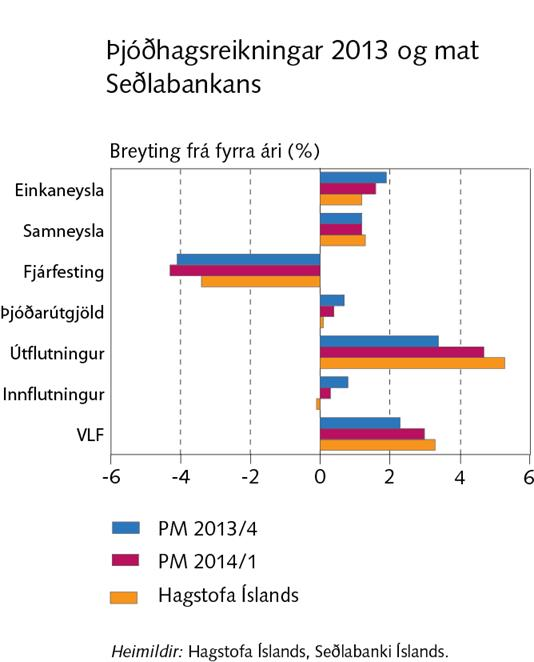 Þjóðhagsreikningar 2013 og mat
Seðlabankans
Breyting frá fyrra ári (%)
Einkaneysla
Samneysla
Fjárfesting
Þjóðarútgjöld
Útflutningur
Innflutningur
VLF
-6 -4 -2 0 2 4 6
PM 2013/4
PM 2014/1
Hagstofa Íslands
Heimildir: Hagstofa Íslands, Seðlabanki Íslands.